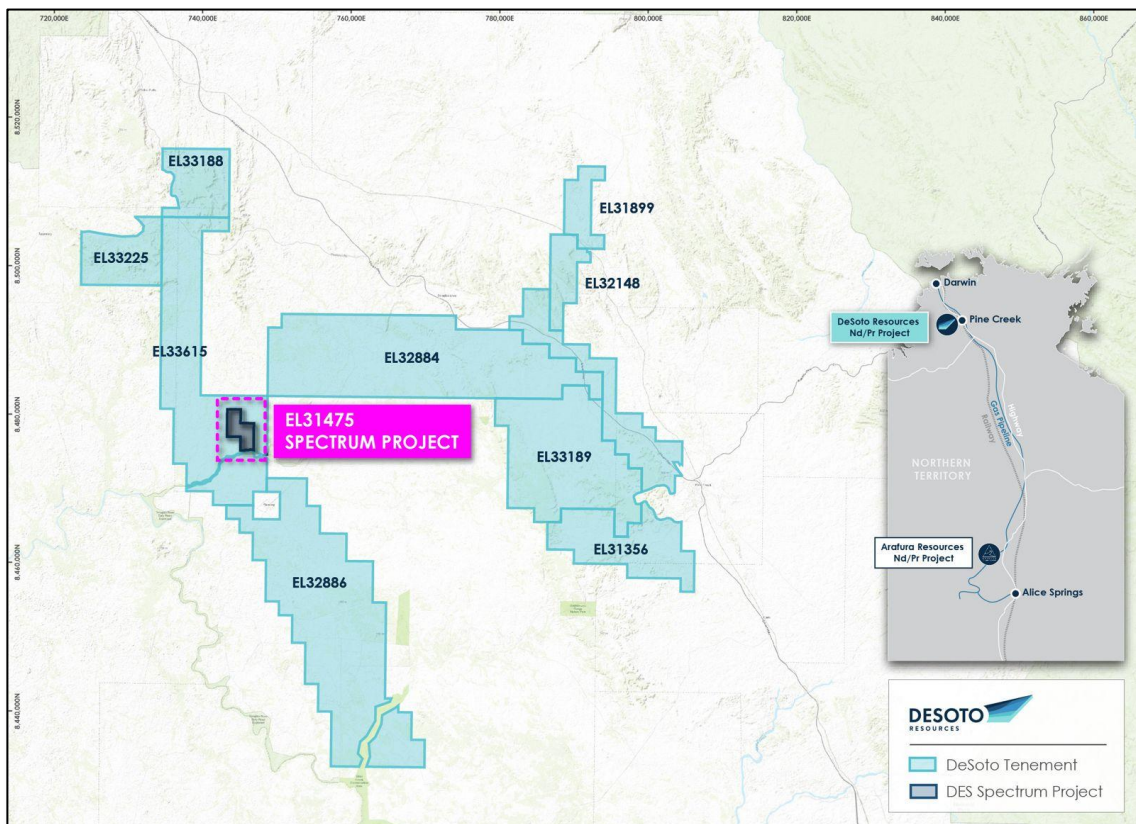 720,000E
740,000E
760,000E
780,000E
800,000E
820,000E
840,000E
860,000E
8,520,000N
8,500,000N
8,480,000N
8,460,000N
8,440,000N
EL33188
EL31899
EL33225
EL32148
EL33615
EL32884
EL31475
SPECTRUM PROJECT
EL33189
EL31356
EL32886
Darwin
DeSoto Resources
Nd/Pr Project
Pine Creek
Highway
Gas Pipeline
Railway
NORTHERN
TERRITORY
Arafura Resources
Nd/Pr Project
Alice Springs
DESOTO
RESOURCES
DeSoto Tenement
DES Spectrum Project